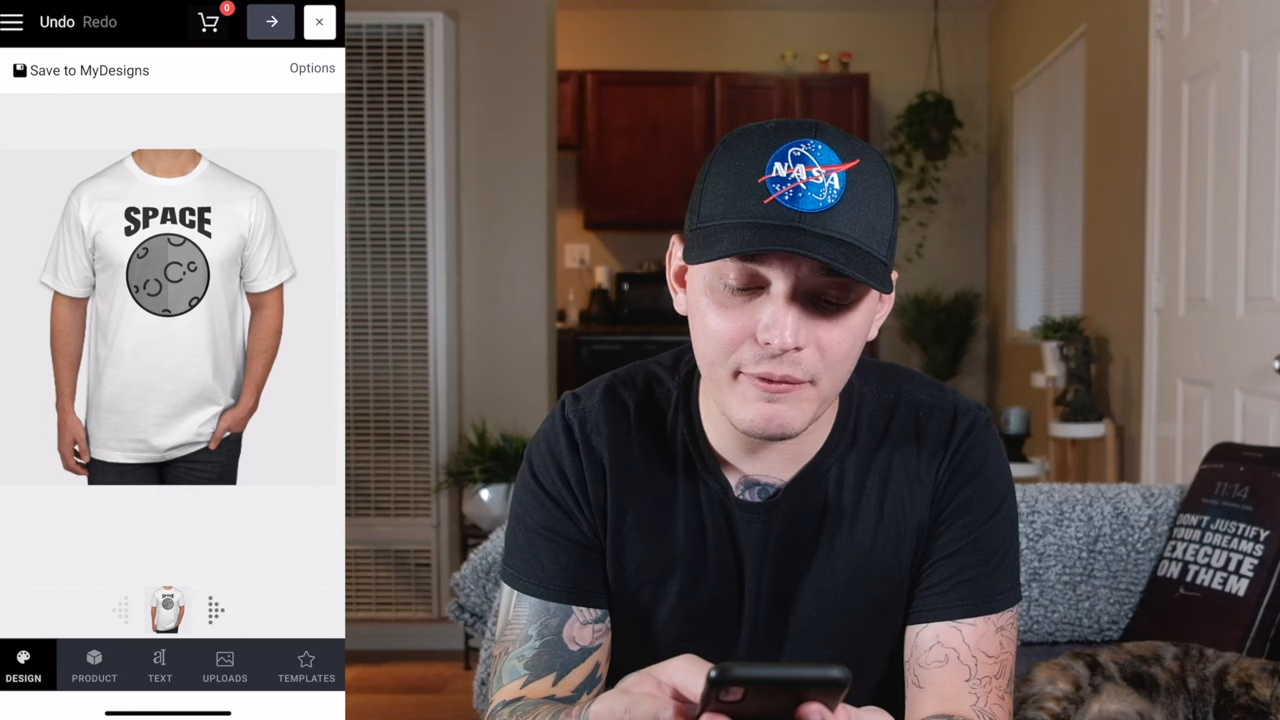 Undo Redo
0
Save to MyDesigns
Options
SPACE
SPACE
DESIGN
PRODUCT
TEXT
UPLOADS
TEMPLATES
NASA
11:14
DON'T JUSTIFY
YOUR DREAMS
EXECUTE
ON THEM